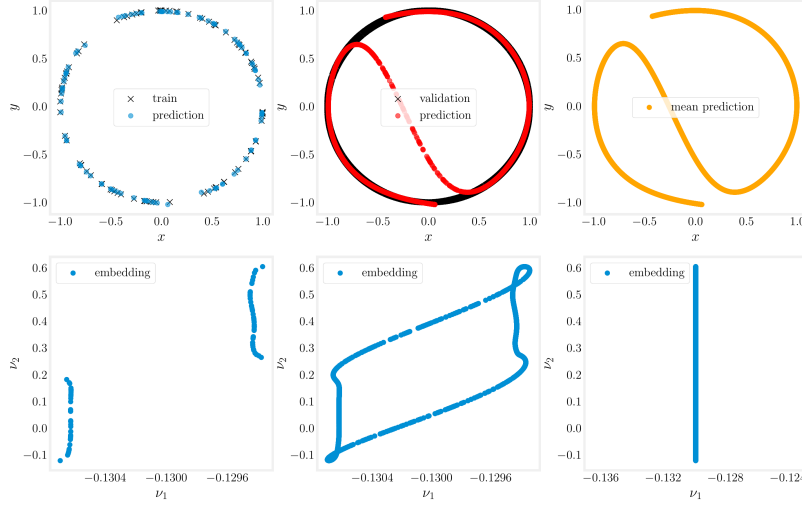 1.0
0.5
0.0
−0.5
−1.0
y
train
prediction
−1.0 −0.5 0.0 0.5 1.0
x
1.0
0.5
0.0
−0.5
−1.0
y
validation
prediction
−1.0 −0.5 0.0 0.5 1.0
x
1.0
0.5
0.0
−0.5
−1.0
y
mean prediction
−1.0 −0.5 0.0 0.5 1.0
x
0.6
0.5
0.4
0.3
0.2
0.1
0.0
−0.1
ν₂
embedding
−0.1304 −0.1300 −0.1296
ν₁
0.6
0.5
0.4
0.3
0.2
0.1
0.0
−0.1
ν₂
embedding
−0.1304 −0.1300 −0.1296
ν₁
0.6
0.5
0.4
0.3
0.2
0.1
0.0
−0.1
ν₂
embedding
−0.136 −0.132 −0.128
ν₁